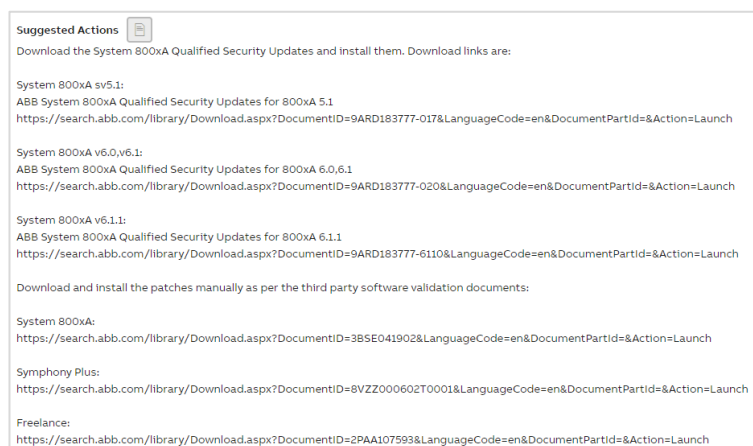 Suggested Actions
Download the System 800xA Qualified Security Updates and install them. Download links are:
System 800xA sv5.1:
ABB System 800xA Qualified Security Updates for 800xA 5.1
https://search.abb.com/library/Download.aspx?DocumentID=9ARD183777-017&LanguageCode=en&DocumentPartId=&Action=Launch
System 800xA v6.0,v6.1:
ABB System 800xA Qualified Security Updates for 800xA 6.0,6.1
https://search.abb.com/library/Download.aspx?DocumentID=9ARD183777-020&LanguageCode=en&DocumentPartId=&Action=Launch
System 800xA v6.1.1:
ABB System 800xA Qualified Security Updates for 800xA 6.1.1
https://search.abb.com/library/Download.aspx?DocumentID=9ARD183777-6110&LanguageCode=en&DocumentPartId=&Action=Launch
Download and install the patches manually as per the third party software validation documents:
System 800xA:
https://search.abb.com/library/Download.aspx?DocumentID=3BSE041902&LanguageCode=en&DocumentPartId=&Action=Launch
Symphony Plus:
https://search.abb.com/library/Download.aspx?DocumentID=8VZZ000602T0001&LanguageCode=en&DocumentPartId=&Action=Launch
Freelance:
https://search.abb.com/library/Download.aspx?DocumentID=2PAA107593&LanguageCode=en&DocumentPartId=&Action=Launch